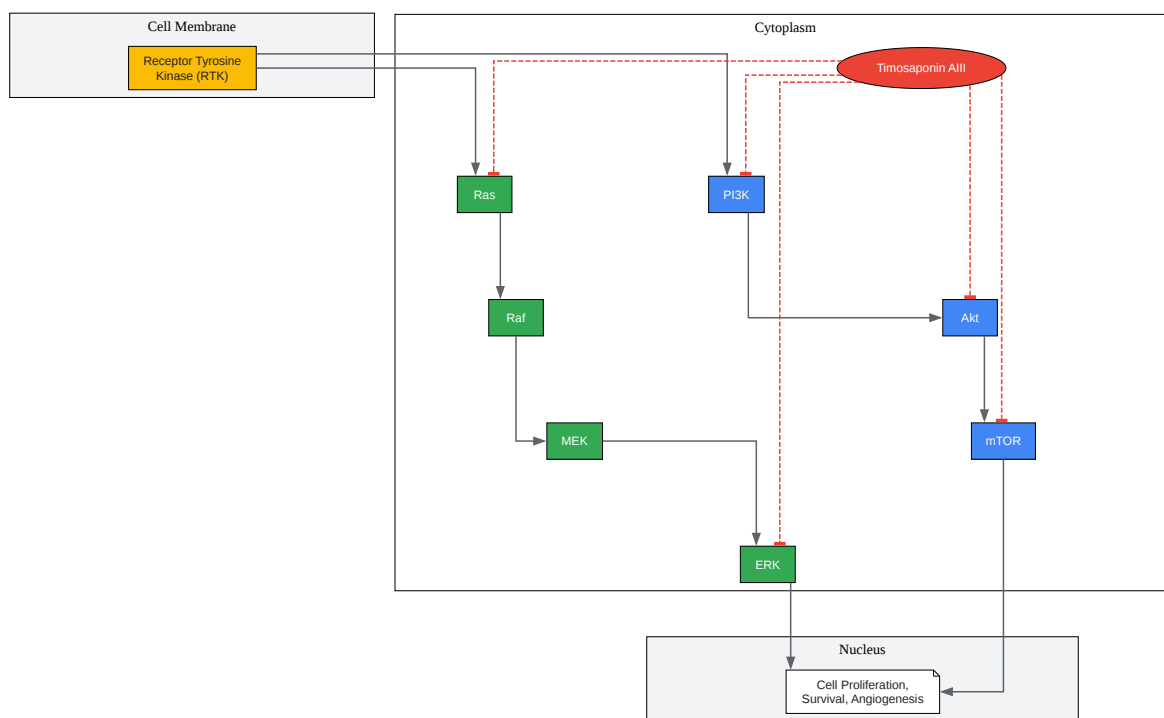 Cell Membrane
Cytoplasm
Receptor Tyrosine
Kinase (RTK)
Timosaponin AIII
Ras
PI3K
Raf
Akt
MEK
mTOR
ERK
Nucleus
Cell Proliferation,
Survival, Angiogenesis